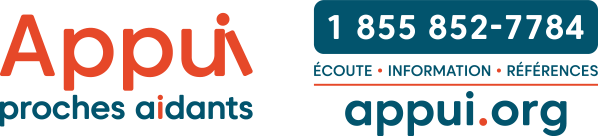 Appui
proches aidants
1 855 852-7784
ÉCOUTE • INFORMATION • RÉFÉRENCES
appui.org